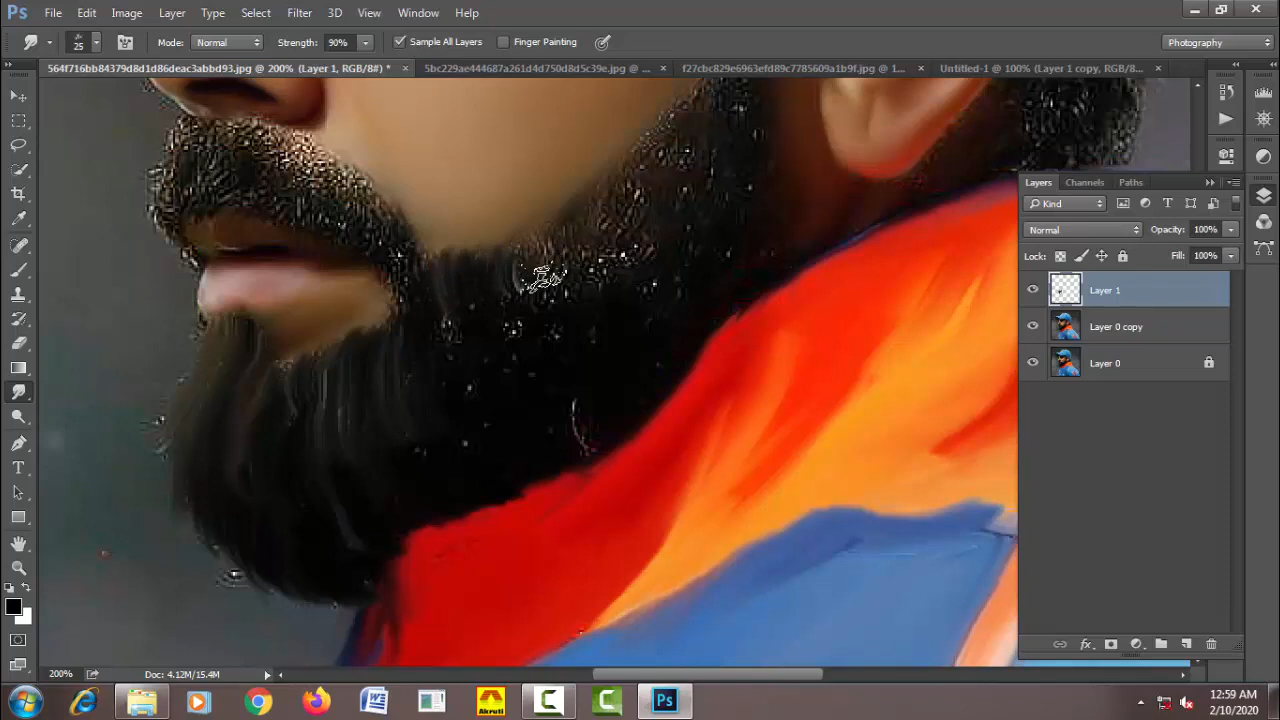 Ps File Edit Image Layer Type Select Filter 3D View Window Help
25 Mode: Normal Strength: 90% Sample All Layers Finger Painting Photography
564f716bb84379d8d1d86deac3abbd93.jpg @ 200% (Layer 1, RGB/8#) * × 5bc229ae444687a261d4d750d8d5c39e.jpg @ ... × f27cbc829e6963efd89c7785609a1b9f.jpg @ 1... × Untitled-1 @ 100% (Layer 1 copy, RGB/8... ×
Layers Channels Paths
Kind
Normal Opacity: 100%
Lock: Fill: 100%
Layer 1
Layer 0 copy
Layer 0
fx
200% Doc: 4.12M/15.4M
Akruti
Ps
12:59 AM
2/10/2020